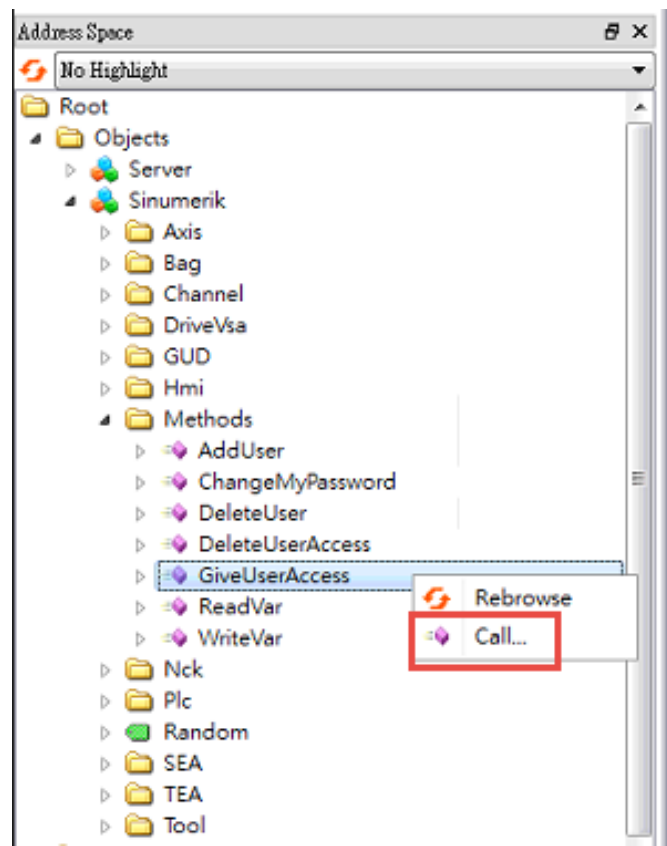 Address Space
No Highlight
Root
Objects
Server
Sinumerik
Axis
Bag
Channel
DriveVsa
GUD
Hmi
Methods
AddUser
ChangeMyPassword
DeleteUser
DeleteUserAccess
GiveUserAccess
Rebrowse
ReadVar
Call...
WriteVar
Nck
Plc
Random
SEA
TEA
Tool